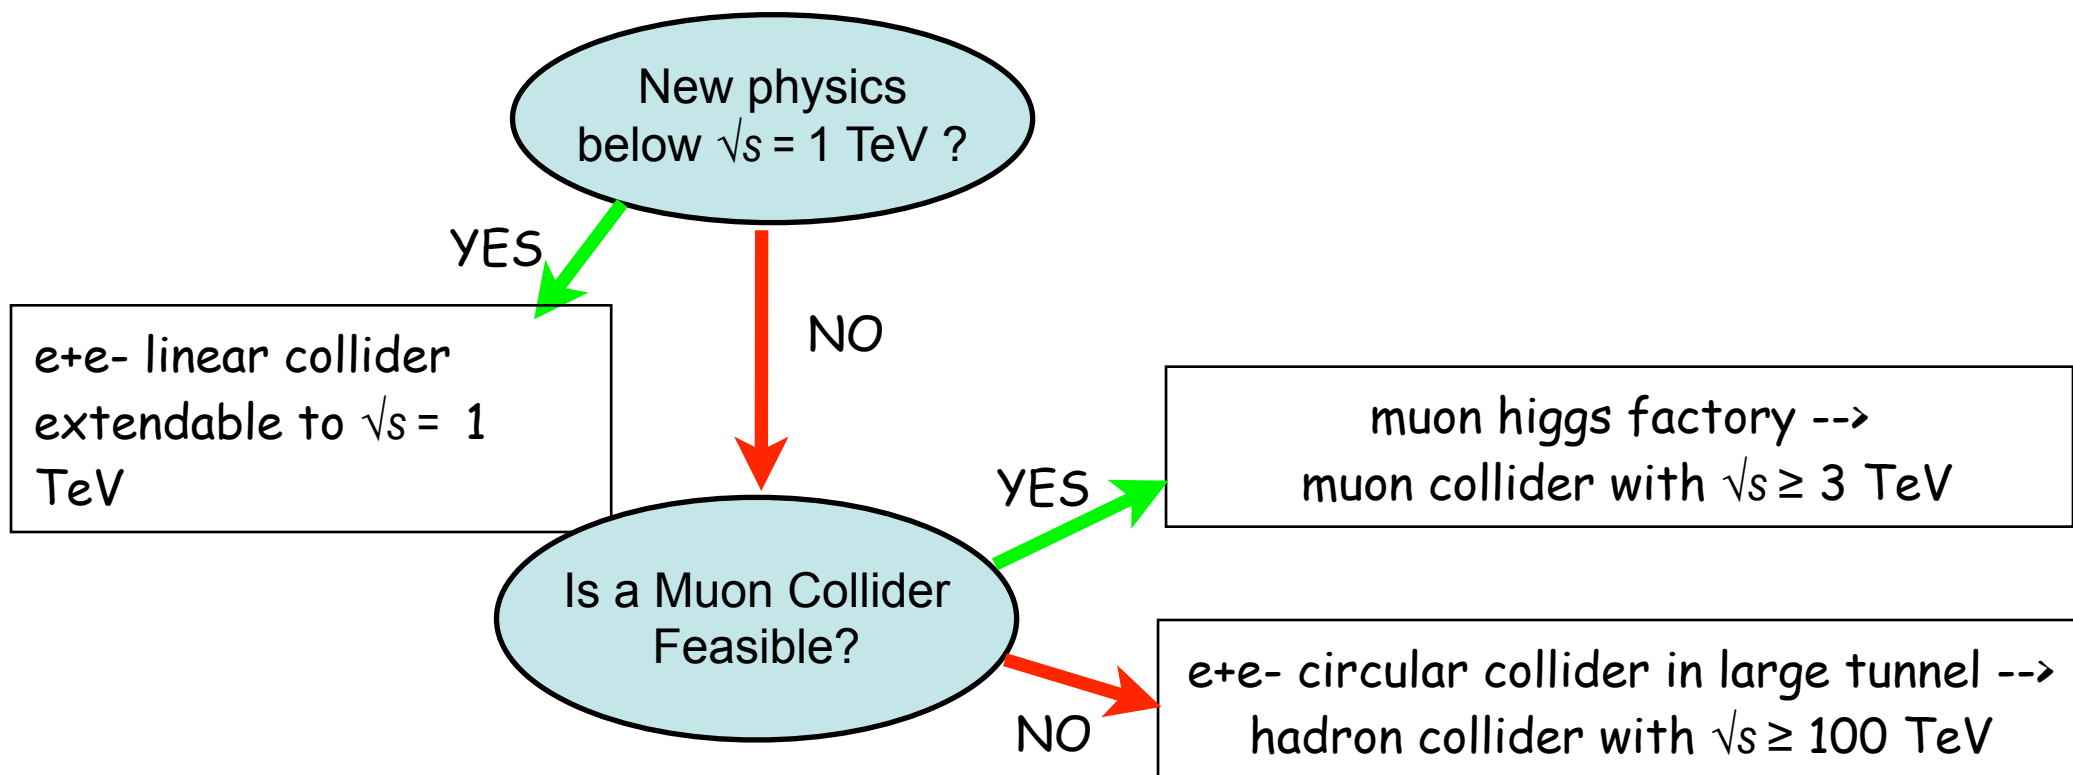 New physics
below √s = 1 TeV ?
YES
NO
e+e- linear collider
extendable to √s = 1
TeV
muon higgs factory -->
muon collider with √s ≥ 3 TeV
YES
Is a Muon Collider
Feasible?
e+e- circular collider in large tunnel -->
hadron collider with √s ≥ 100 TeV
NO